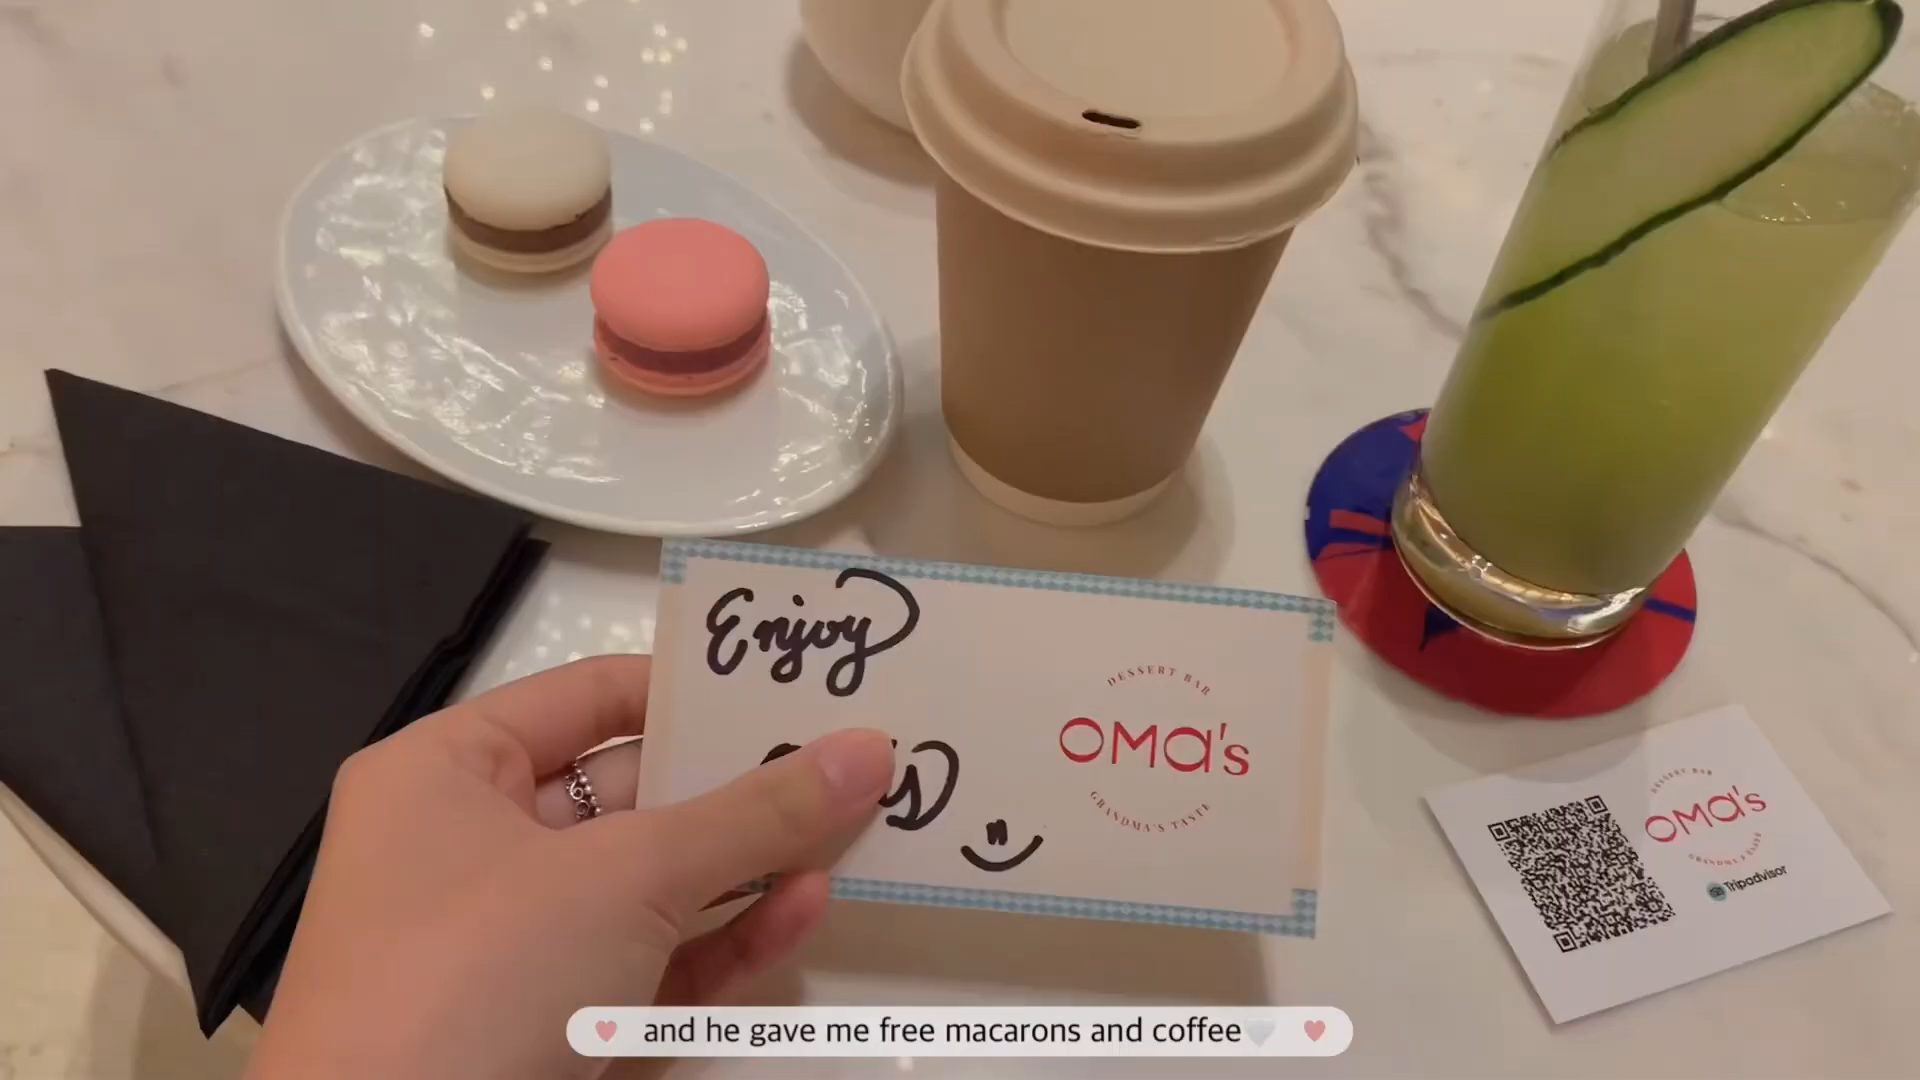 Enjoy
DESSERT BAR
OMA's
GRANDMA'S TASTE
DESSERT BAR
OMA's
GRANDMA'S TASTE
Tripadvisor
and he gave me free macarons and coffee